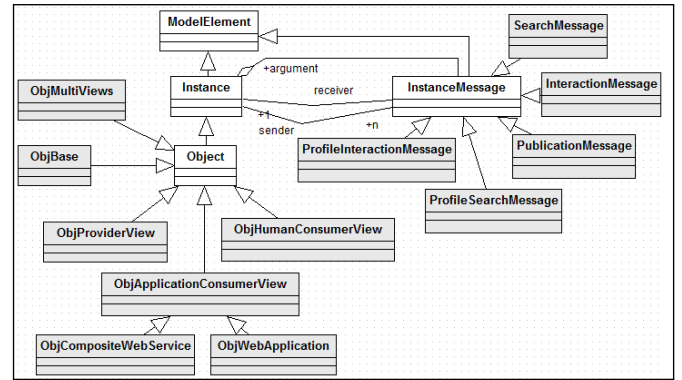 ModelElement
SearchMessage
+argument
ObjMultiViews
Instance
receiver
InstanceMessage
InteractionMessage
+1
sender
+n
ObjBase
Object
ProfileInteractionMessage
PublicationMessage
ProfileSearchMessage
ObjProviderView
ObjHumanConsumerView
ObjApplicationConsumerView
ObjCompositeWebService
ObjWebApplication